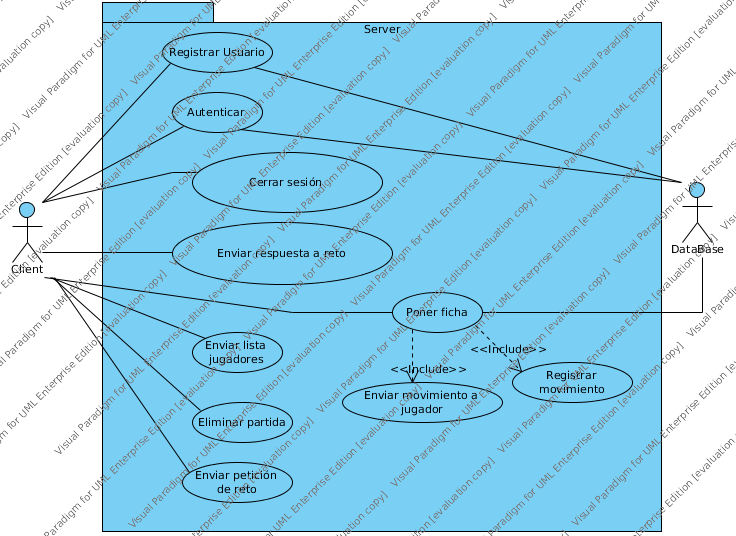 Server
Registrar Usuario
Autenticar
Cerrar sesión
Enviar respuesta a reto
Client
DataBase
Poner ficha
Enviar lista
jugadores
<<Include>>
<<Include>>
Registrar
movimiento
Enviar movimiento a
jugador
Eliminar partida
Enviar petición
de reto
Visual Paradigm for UML Enterprise Edition [evaluation copy]